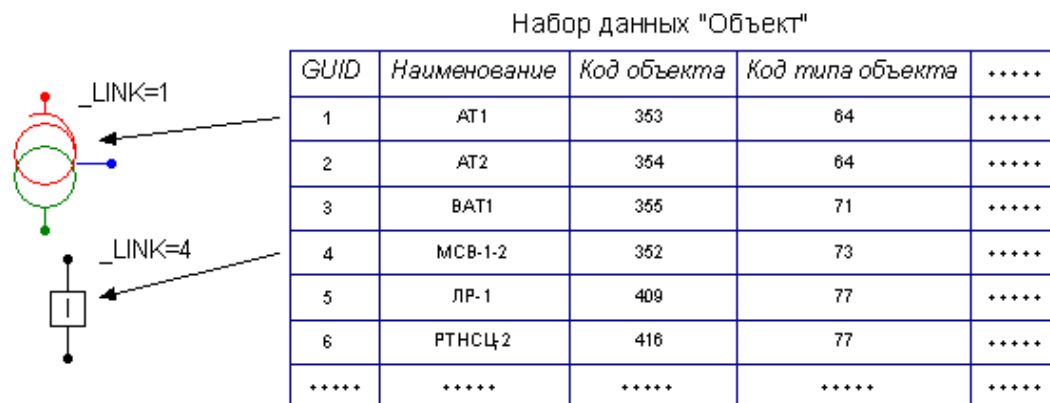 Набор данных "Объект"
GUID Наименование Код объекта Код типа объекта •••••
_LINK=1
1 АТ1 353 64 •••••
2 АТ2 354 64 •••••
3 ВАТ1 355 71 •••••
_LINK=4
4 МСВ-1-2 352 73 •••••
5 ЛР-1 409 77 •••••
6 РТНСЦ-2 416 77 •••••
••••• ••••• ••••• ••••• •••••